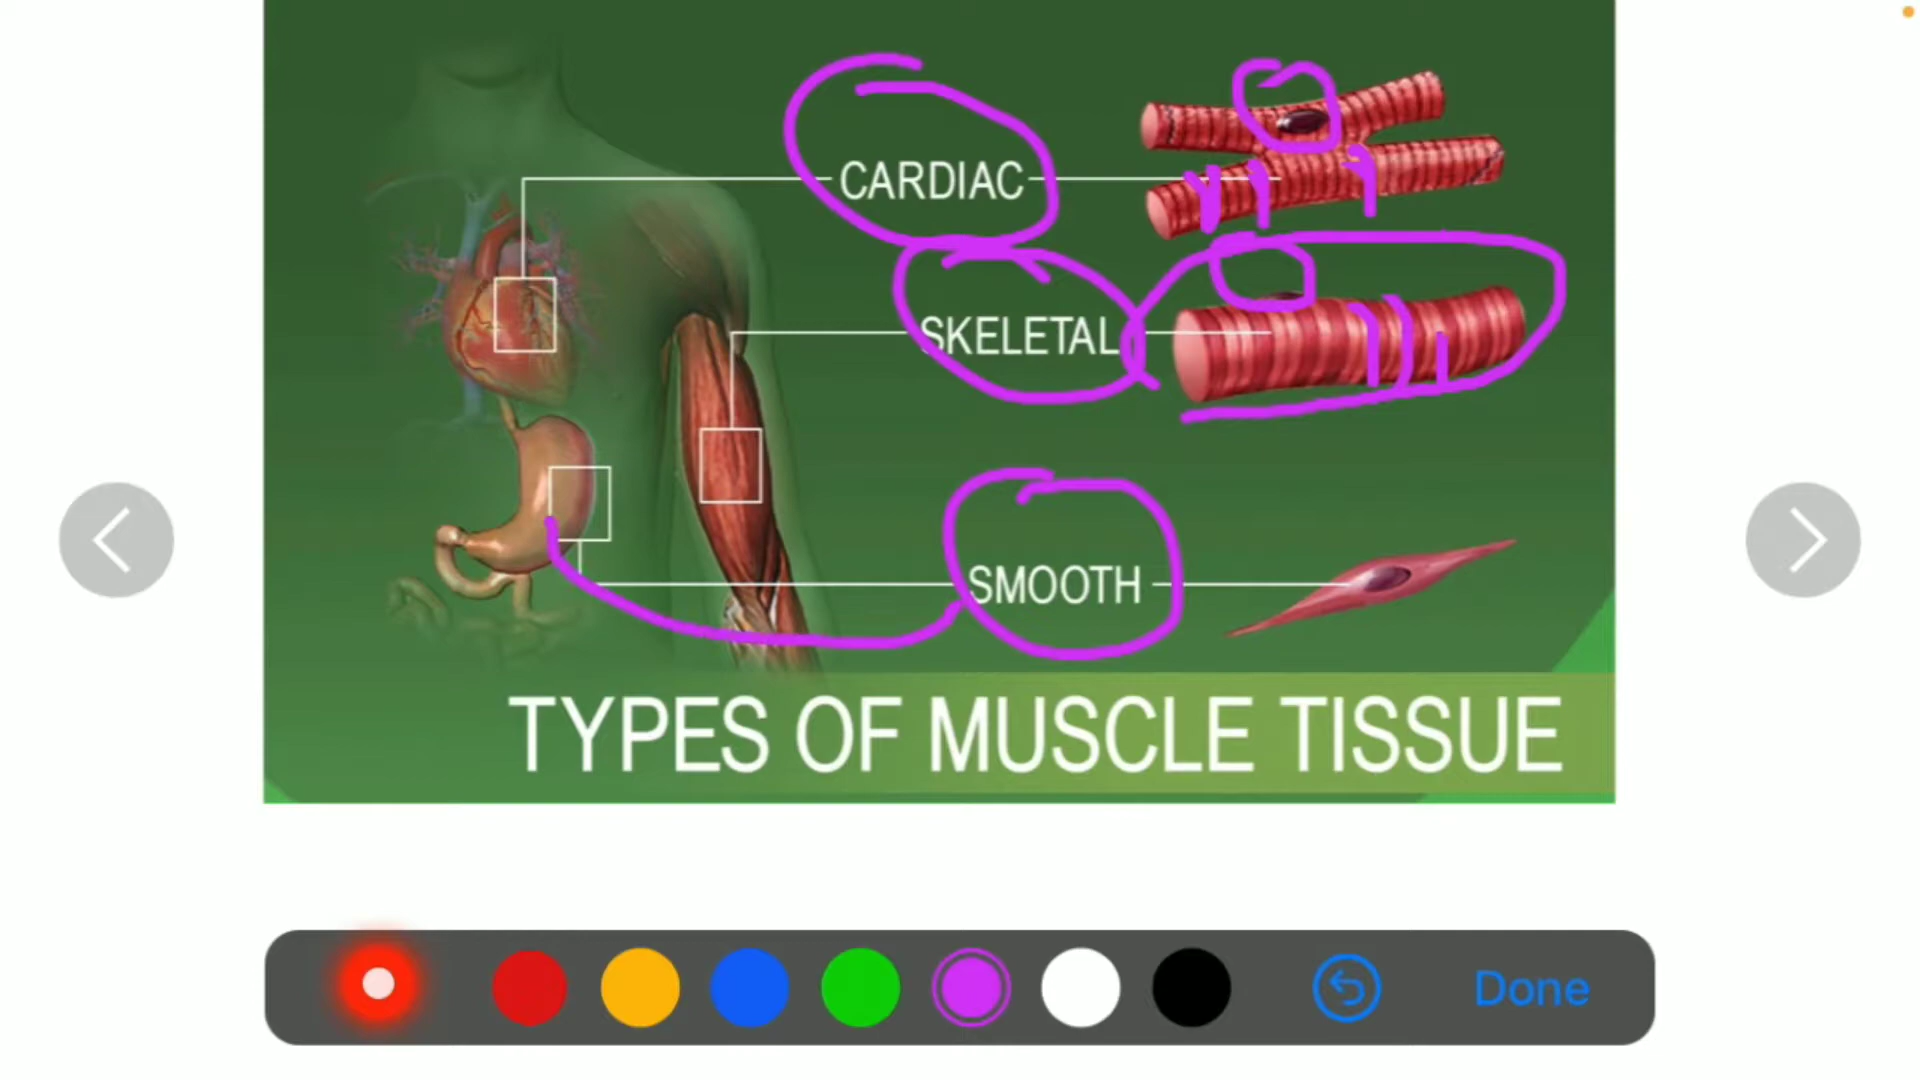 CARDIAC
SKELETAL
SMOOTH
TYPES OF MUSCLE TISSUE
Done